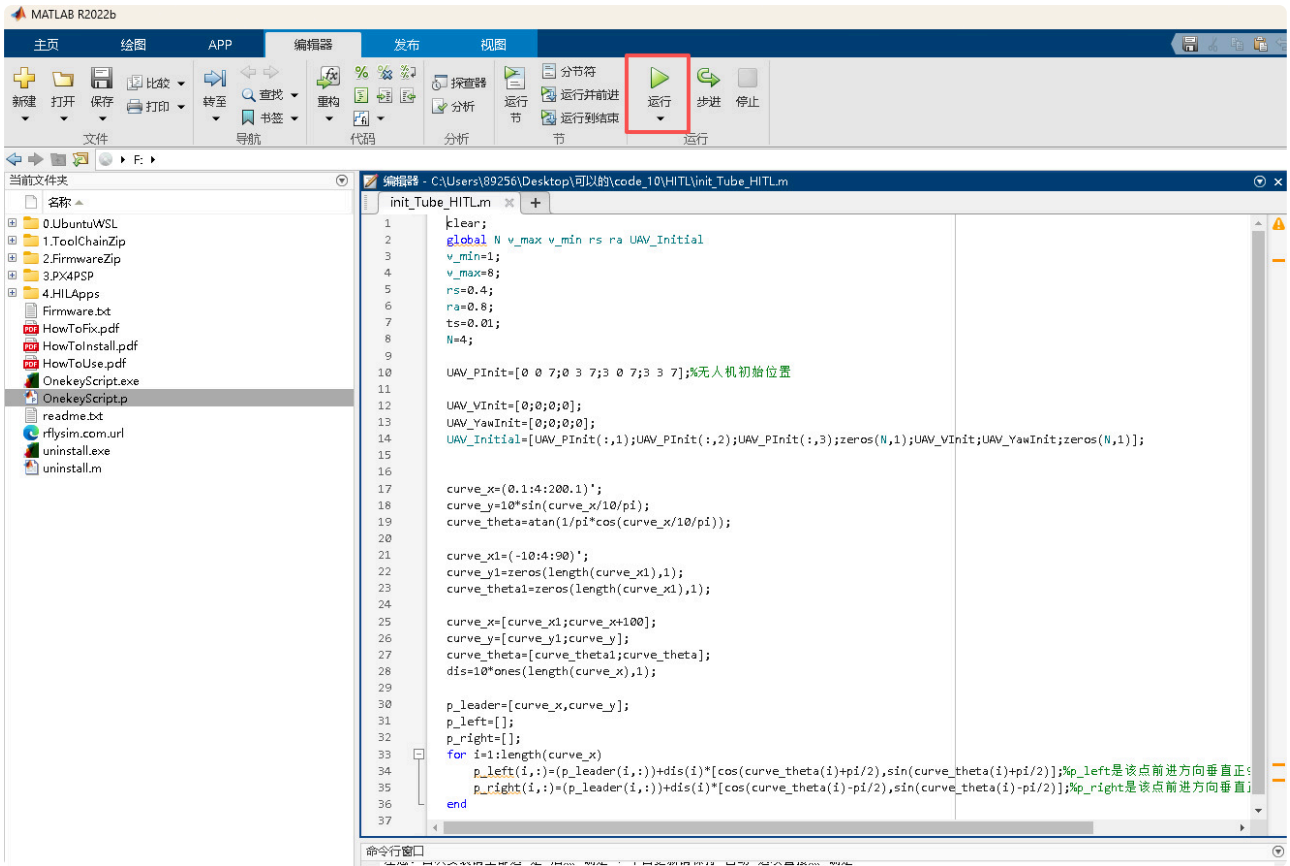 MATLAB R2022b
主页 绘图 APP 编辑器 发布 视图
新建 打开 保存 比较 打印 转至 查找 书签 重构 探查器 分析 运行节 分节符 运行并前进 运行到结束 运行 步进 停止
文件 导航 代码 分析 节 运行
F:
当前文件夹
名称
0.UbuntuWSL
1.ToolChainZip
2.FirmwareZip
3.PX4PSP
4.HILApps
Firmware.txt
HowToFix.pdf
HowToInstall.pdf
HowToUse.pdf
OnekeyScript.exe
OnekeyScript.p
readme.txt
rflysim.com.url
uninstall.exe
uninstall.m
编辑器 - C:\Users\89256\Desktop\可以的\code_10\HITL\init_Tube_HITL.m
init_Tube_HITL.m
1 clear;
2 global N v_max v_min rs ra UAV_Initial
3 v_min=1;
4 v_max=8;
5 rs=0.4;
6 ra=0.8;
7 ts=0.01;
8 N=4;
9
10 UAV_PInit=[0 0 7;0 3 7;3 0 7;3 3 7];%无人机初始位置
11
12 UAV_VInit=[0;0;0;0];
13 UAV_YawInit=[0;0;0;0];
14 UAV_Initial=[UAV_PInit(:,1);UAV_PInit(:,2);UAV_PInit(:,3);zeros(N,1);UAV_VInit;UAV_YawInit;zeros(N,1)];
15
16
17 curve_x=(0.1:4:200.1)';
18 curve_y=10*sin(curve_x/10/pi);
19 curve_theta=atan(1/pi*cos(curve_x/10/pi));
20
21 curve_x1=(-10:4:90)';
22 curve_y1=zeros(length(curve_x1),1);
23 curve_theta1=zeros(length(curve_x1),1);
24
25 curve_x=[curve_x1;curve_x+100];
26 curve_y=[curve_y1;curve_y];
27 curve_theta=[curve_theta1;curve_theta];
28 dis=10*ones(length(curve_x),1);
29
30 p_leader=[curve_x,curve_y];
31 p_left=[];
32 p_right=[];
33 for i=1:length(curve_x)
34 p_left(i,:)=(p_leader(i,:))+dis(i)*[cos(curve_theta(i)+pi/2),sin(curve_theta(i)+pi/2)];%p_left是该点前进方向垂直正
35 p_right(i,:)=(p_leader(i,:))+dis(i)*[cos(curve_theta(i)-pi/2),sin(curve_theta(i)-pi/2)];%p_right是该点前进方向垂直
36 end
37
命令行窗口